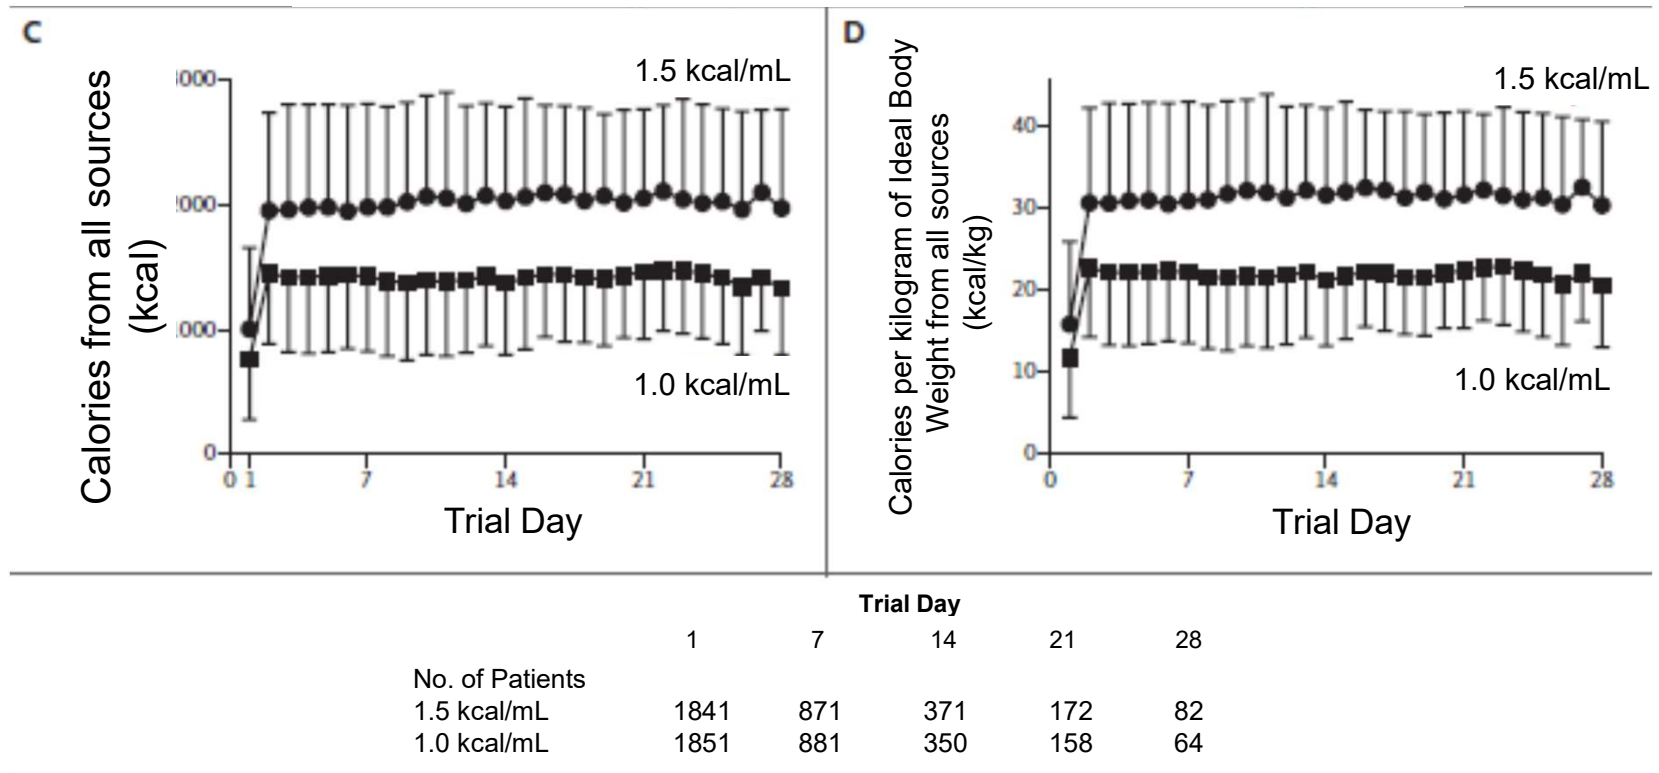 C
Calories from all sources
(kcal)
3000
2000
1000
0
1.5 kcal/mL
1.0 kcal/mL
0 1 7 14 21 28
Trial Day
D
Calories per kilogram of Ideal Body
Weight from all sources
(kcal/kg)
40
30
20
10
0
1.5 kcal/mL
1.0 kcal/mL
0 7 14 21 28
Trial Day
Trial Day
1 7 14 21 28
No. of Patients
1.5 kcal/mL 1841 871 371 172 82
1.0 kcal/mL 1851 881 350 158 64